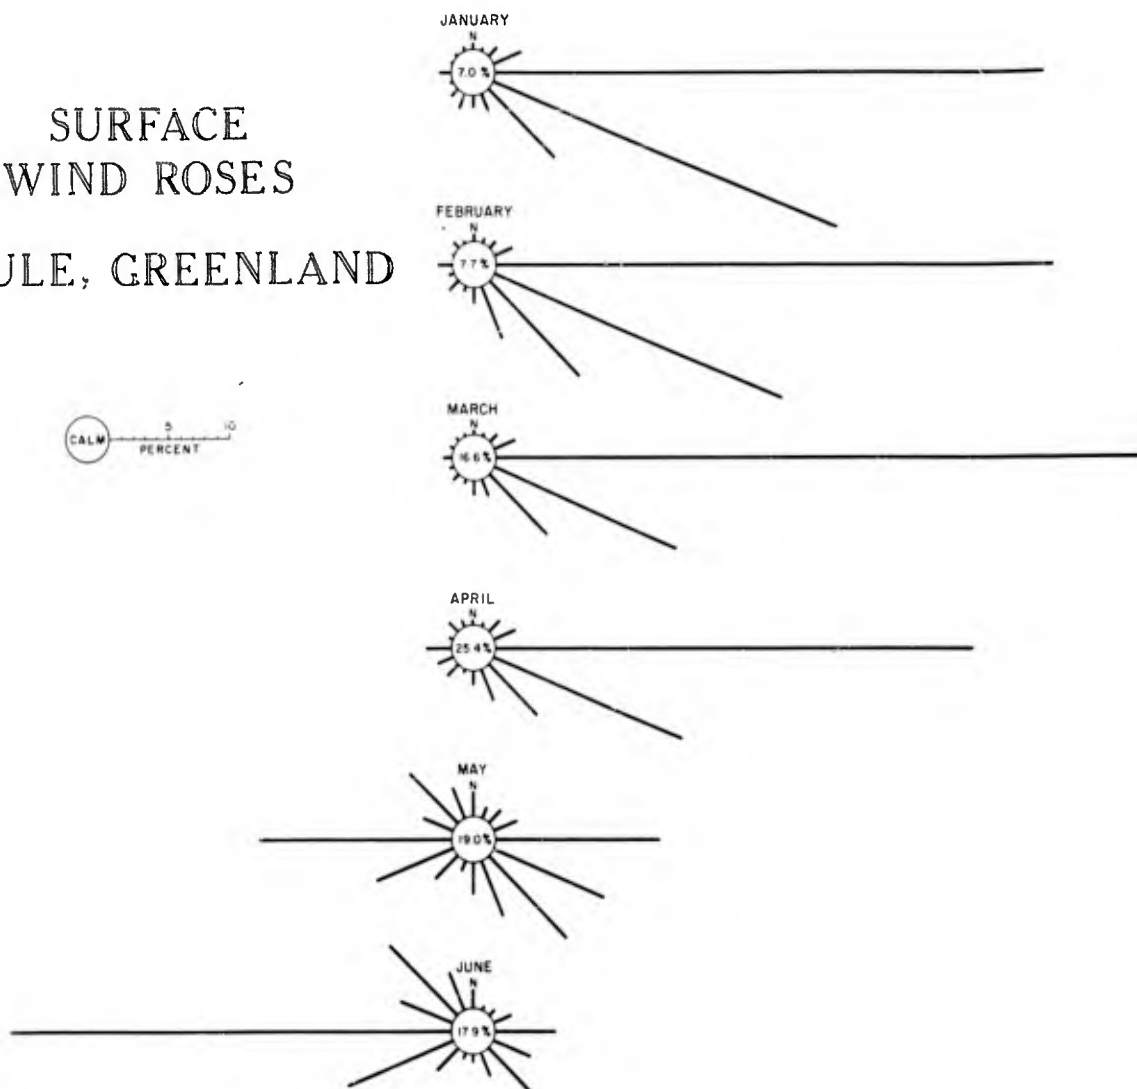 SURFACE
WIND ROSES
ULE, GREENLAND
CALM
5 10
PERCENT
JANUARY
N
7.0%
FEBRUARY
N
7.7%
MARCH
N
16.6%
APRIL
N
25.4%
MAY
N
19.0%
JUNE
N
17.9%